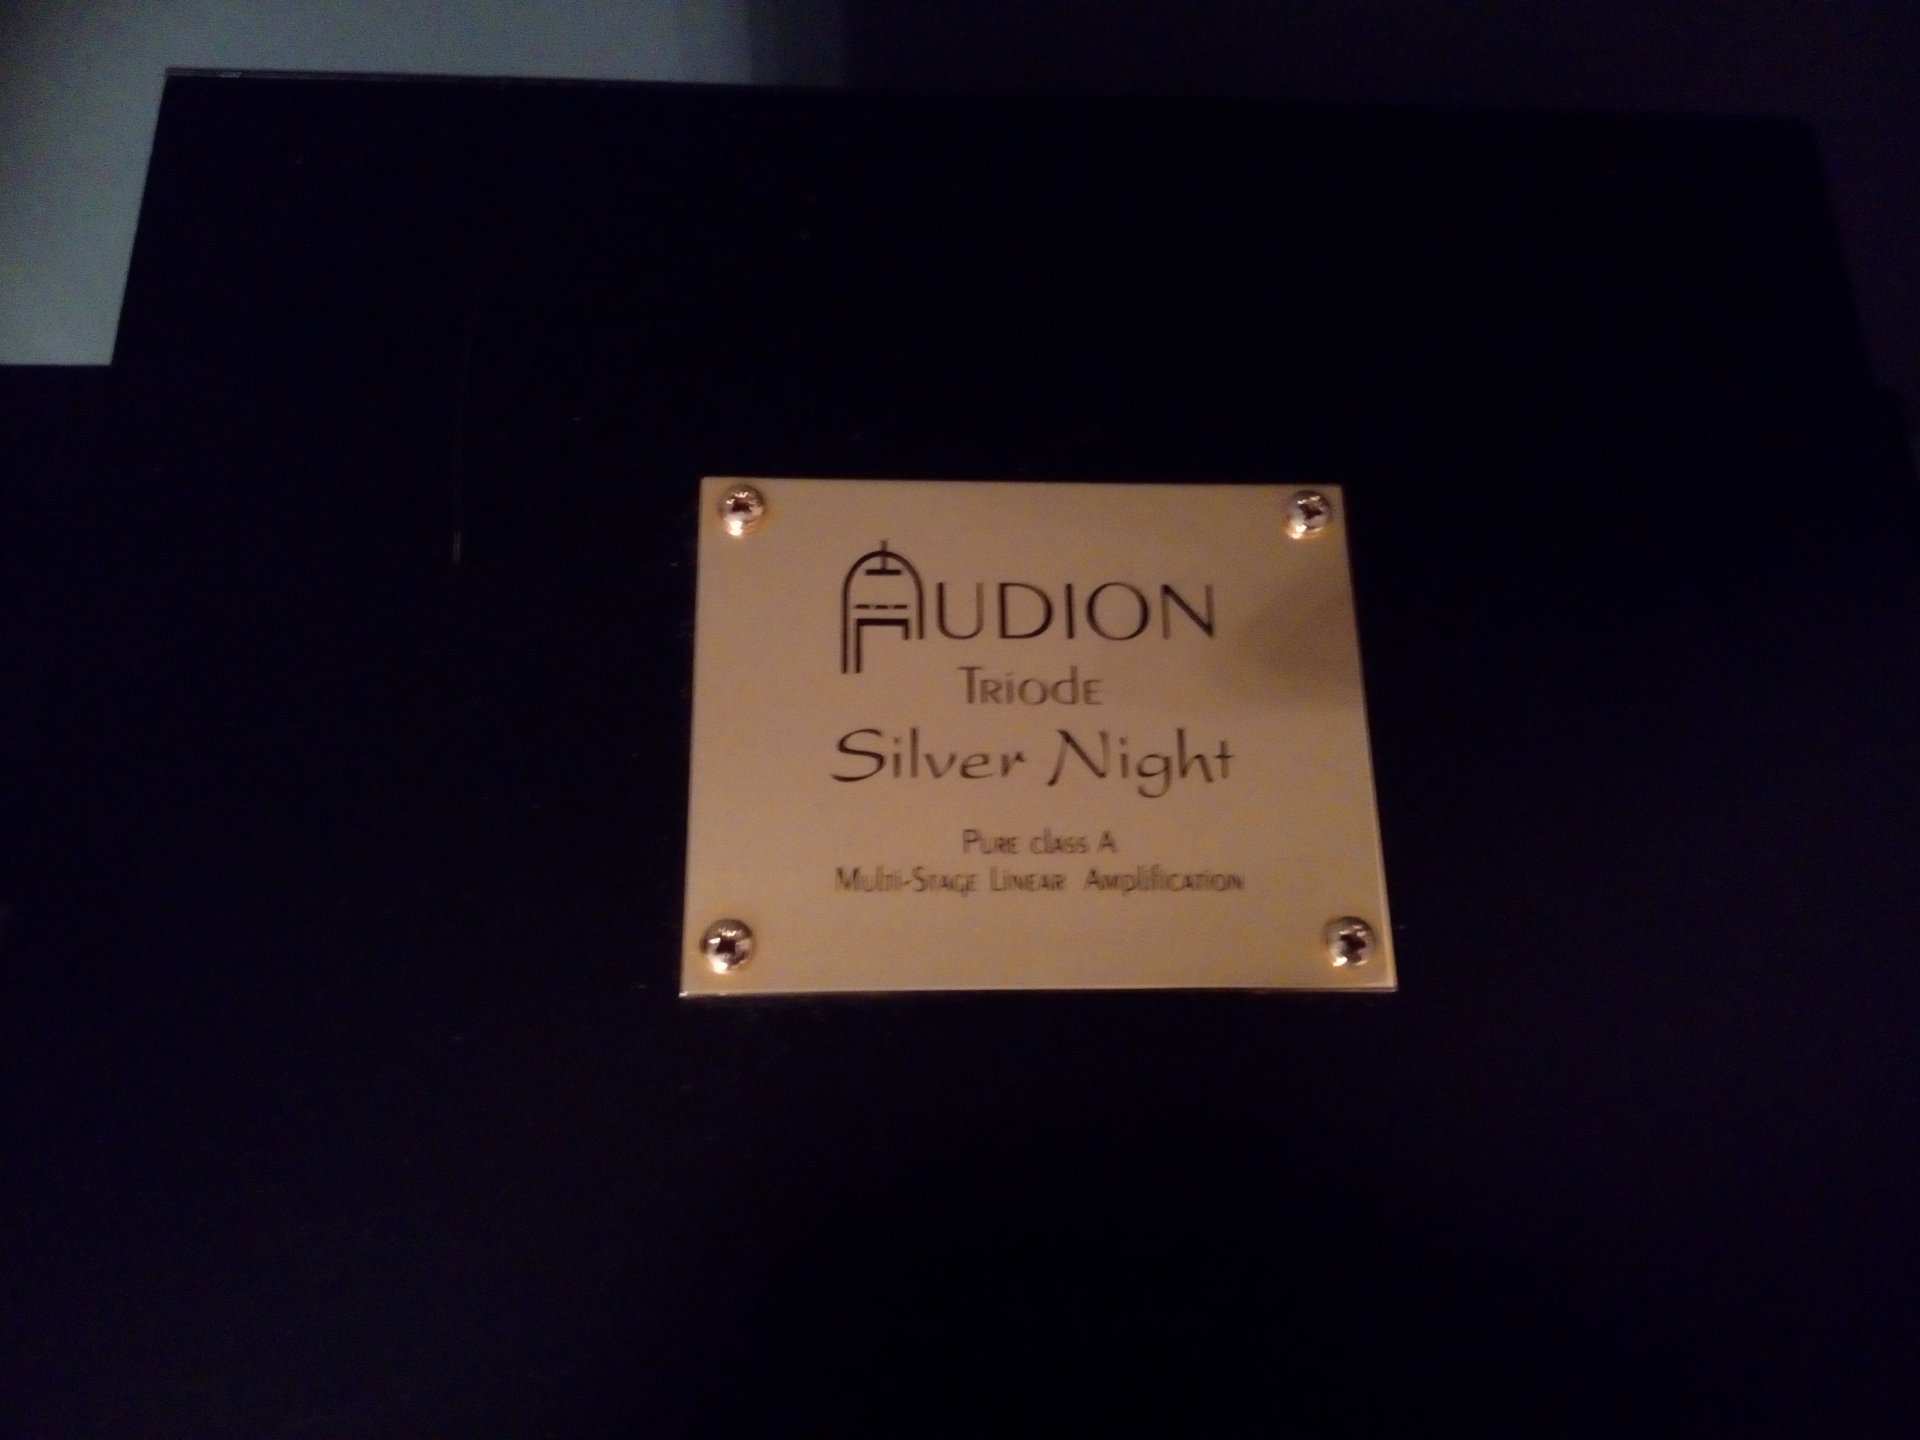 AUDION
TRIODE
Silver Night
PURE CLASS A
MULTI-STAGE LINEAR AMPLIFICATION